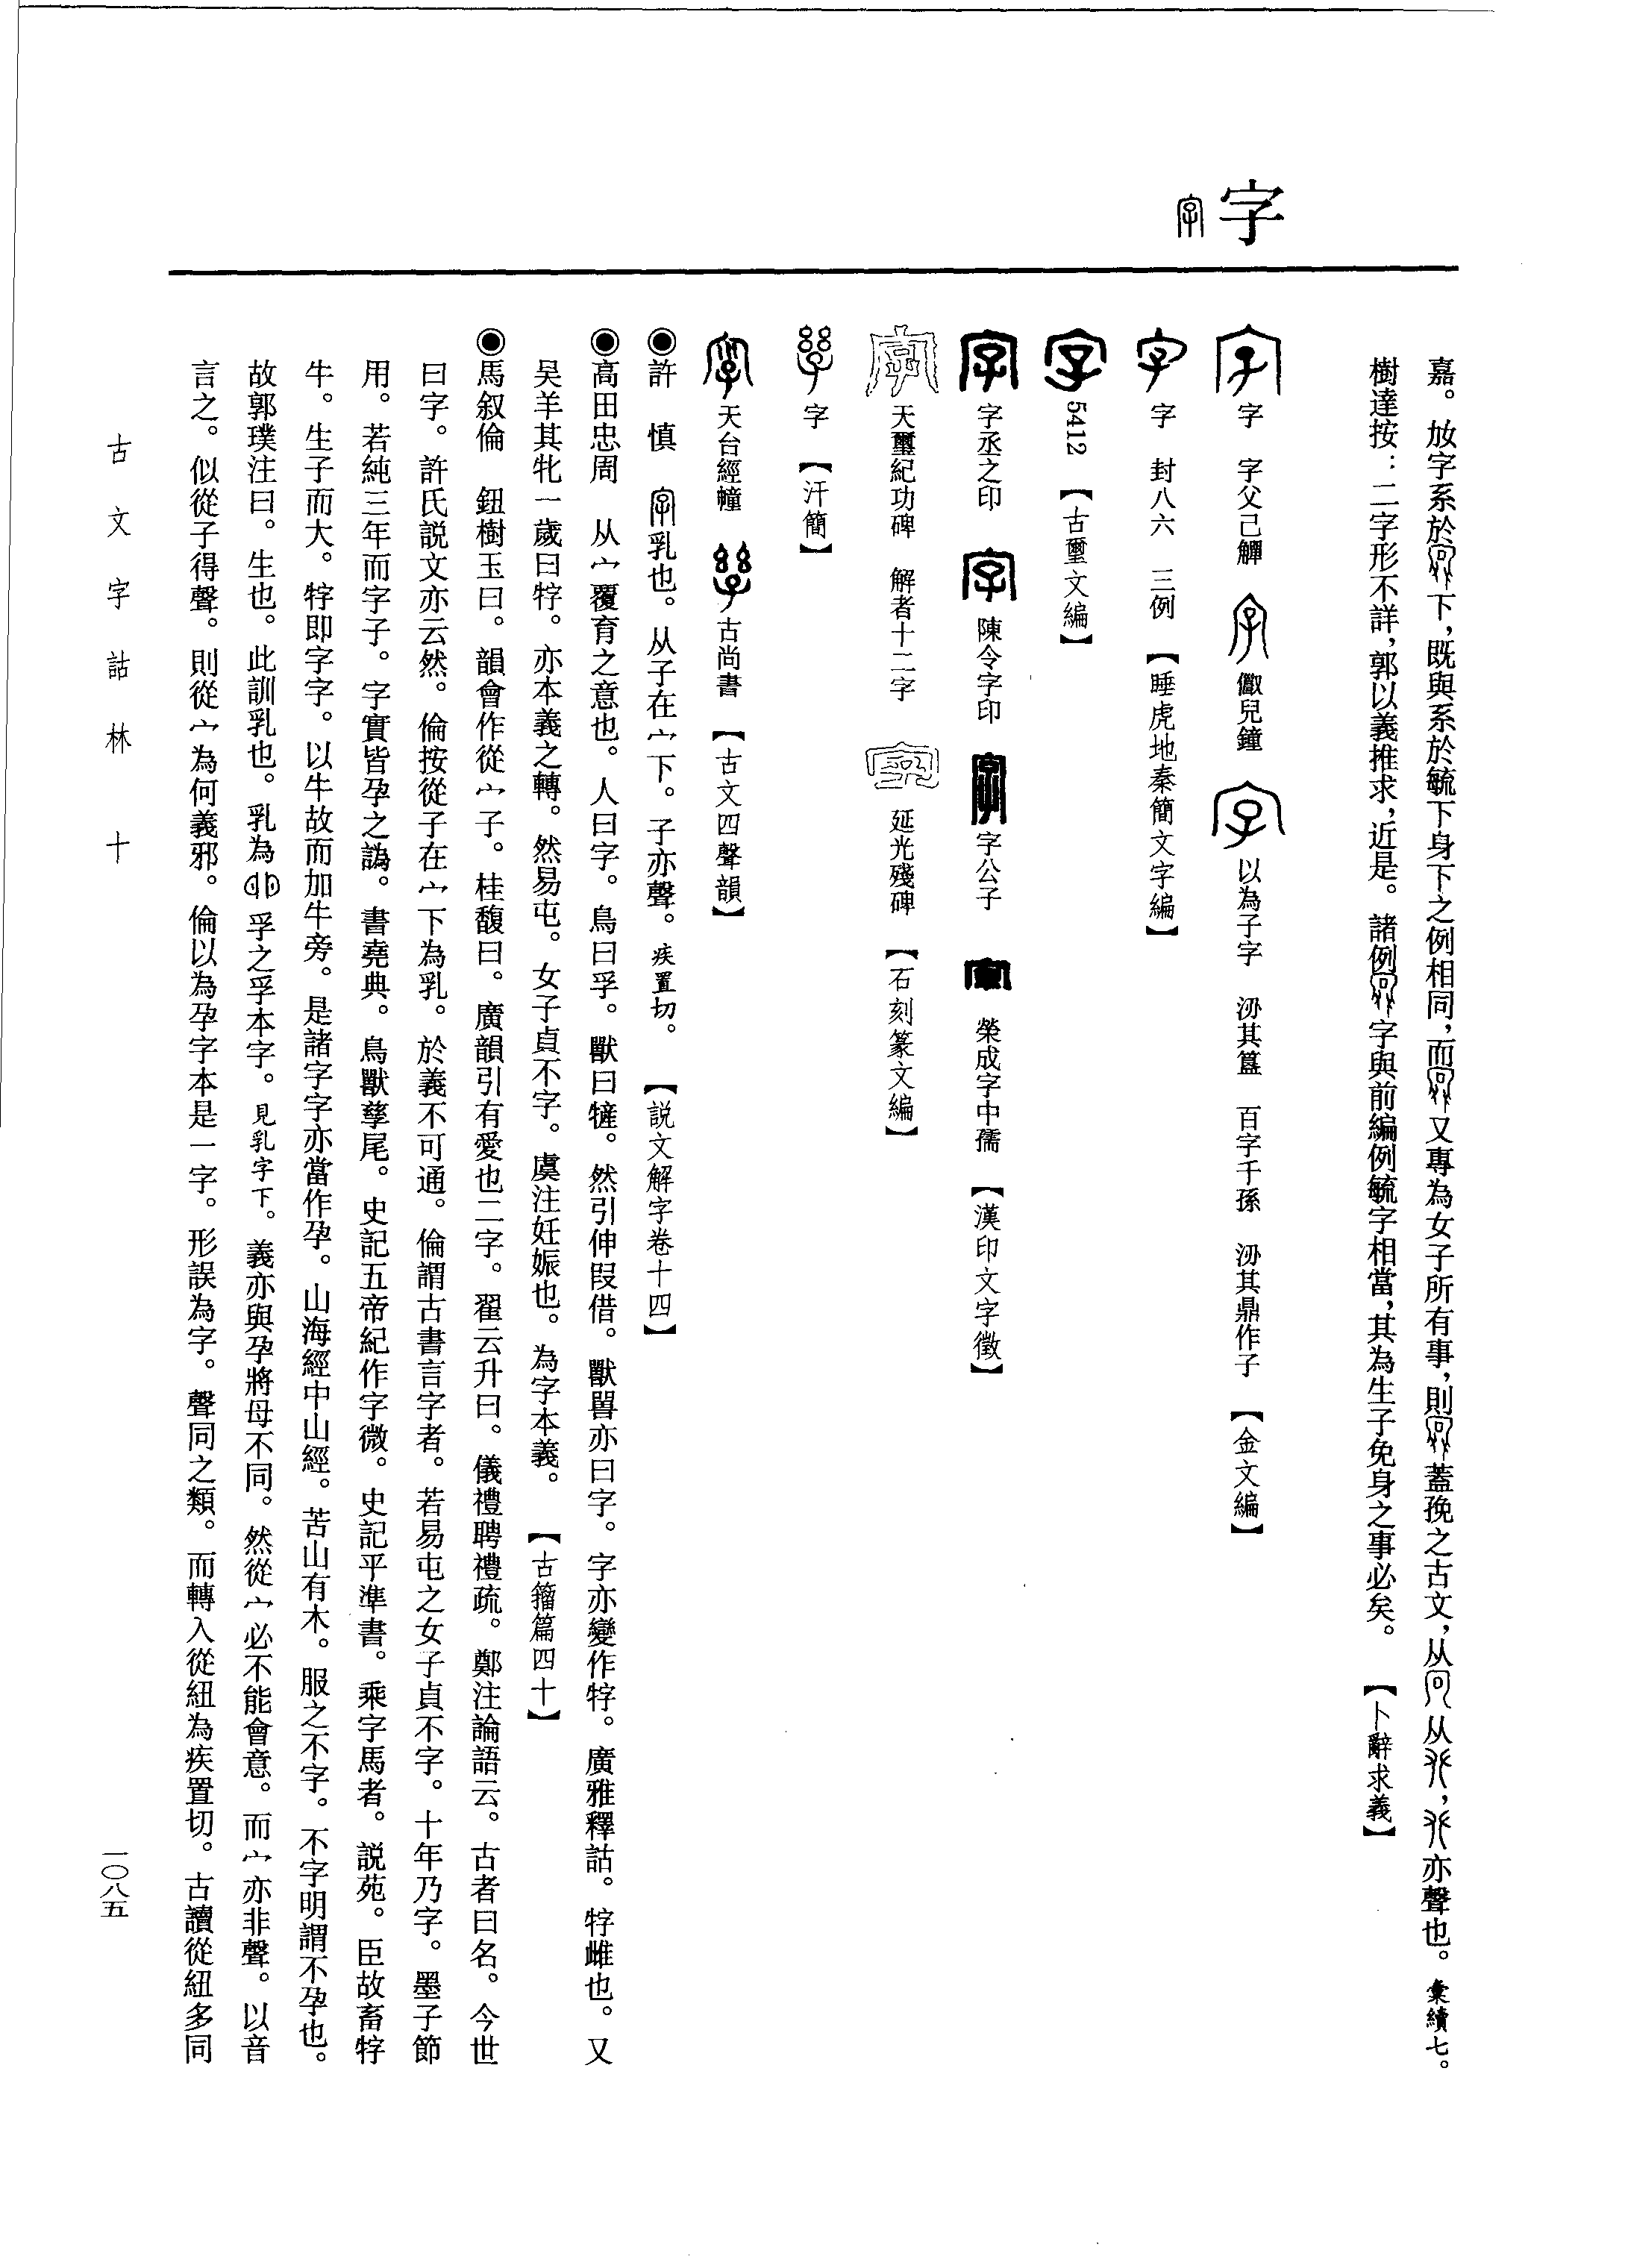 字
嘉。放字系於下，既與系於毓下身下之例相同，而又專為女子所有事，則蓋㝃之古文，从从，亦聲也。彙續七。
樹達按：二字形不詳，郭以義推求，近是。諸例字與前編例毓字相當，其為生子免身之事必矣。　【卜辭求義】
字　字父己觶　儠兒鐘　以為子字　沕其簋　百字千孫　沕其鼎作子　【金文編】
字　封八六　三例　【睡虎地秦簡文字編】
5412　【古璽文編】
字丞之印　陳令字印　字公子　榮成字中孺　【漢印文字徵】
天璽紀功碑　解者十二字　延光殘碑　【石刻篆文編】
字　【汗簡】
天台經幢　古尚書　【古文四聲韻】
◉許　慎　乳也。从子在宀下。子亦聲。疾置切。　【說文解字卷十四】
◉高田忠周　从宀覆育之意也。人曰字。鳥曰孚。獸曰㹌。然引伸叚借。獸嘼亦曰字。字亦變作牸。廣雅釋詁。牸雌也。又
吴羊其牝一歲曰牸。亦本義之轉。然易屯。女子貞不字。虞注妊娠也。為字本義。　【古籀篇四十】
◉馬叙倫　鈕樹玉曰。韻會作從宀子。桂馥曰。廣韻引有愛也二字。翟云升曰。儀禮聘禮疏。鄭注論語云。古者曰名。今世
曰字。許氏說文亦云然。倫按從子在宀下為乳。於義不可通。倫謂古書言字者。若易屯之女子貞不字。十年乃字。墨子節
用。若純三年而字子。字實皆孕之譌。書堯典。鳥獸孳尾。史記五帝紀作字微。史記平準書。乘字馬者。說苑。臣故畜牸
牛。生子而大。牸即字字。以牛故而加牛旁。是諸字字亦當作孕。山海經中山經。苦山有木。服之不字。不字明謂不孕也。
故郭璞注曰。生也。此訓乳也。乳為孚之孚本字。見乳字下。義亦與孕將毋不同。然從宀必不能會意。而宀亦非聲。以音
言之。似從子得聲。則從宀為何義邪。倫以為孕字本是一字。形誤為字。聲同之類。而轉入從紐為疾置切。古讀從紐多同
古文字詁林　十
一〇八五